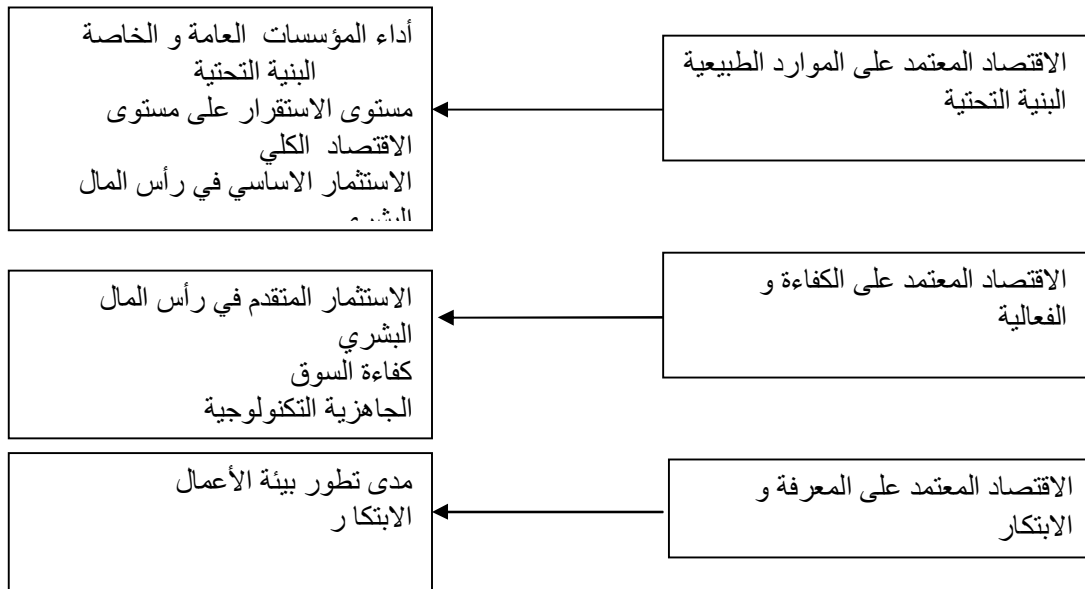 الاقتصاد المعتمد على الموارد الطبيعية
البنية التحتية
أداء المؤسسات العامة و الخاصة
البنية التحتية
مستوى الاستقرار على مستوى
الاقتصاد الكلي
الاستثمار الاساسي في رأس المال
الاقتصاد المعتمد على الكفاءة و
الفعالية
الاستثمار المتقدم في رأس المال
البشري
كفاءة السوق
الجاهزية التكنولوجية
الاقتصاد المعتمد على المعرفة و
الابتكار
مدى تطور بيئة الأعمال
الابتكا ر